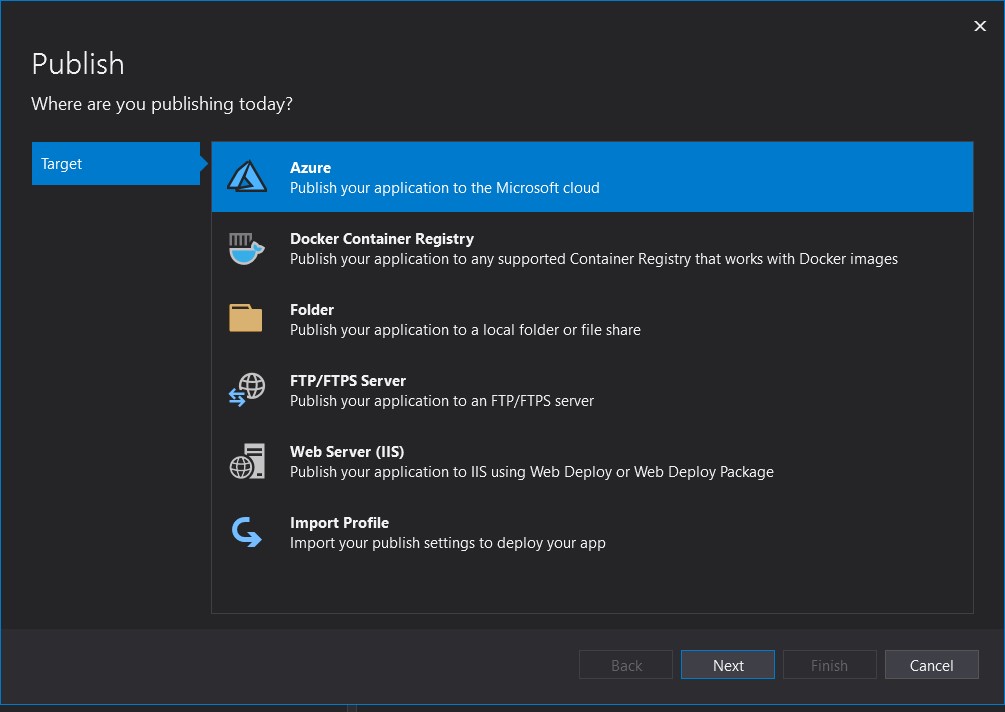 Publish
Where are you publishing today?
Target
Azure
Publish your application to the Microsoft cloud
Docker Container Registry
Publish your application to any supported Container Registry that works with Docker images
Folder
Publish your application to a local folder or file share
FTP/FTPS Server
Publish your application to an FTP/FTPS server
Web Server (IIS)
Publish your application to IIS using Web Deploy or Web Deploy Package
Import Profile
Import your publish settings to deploy your app
Back
Next
Finish
Cancel